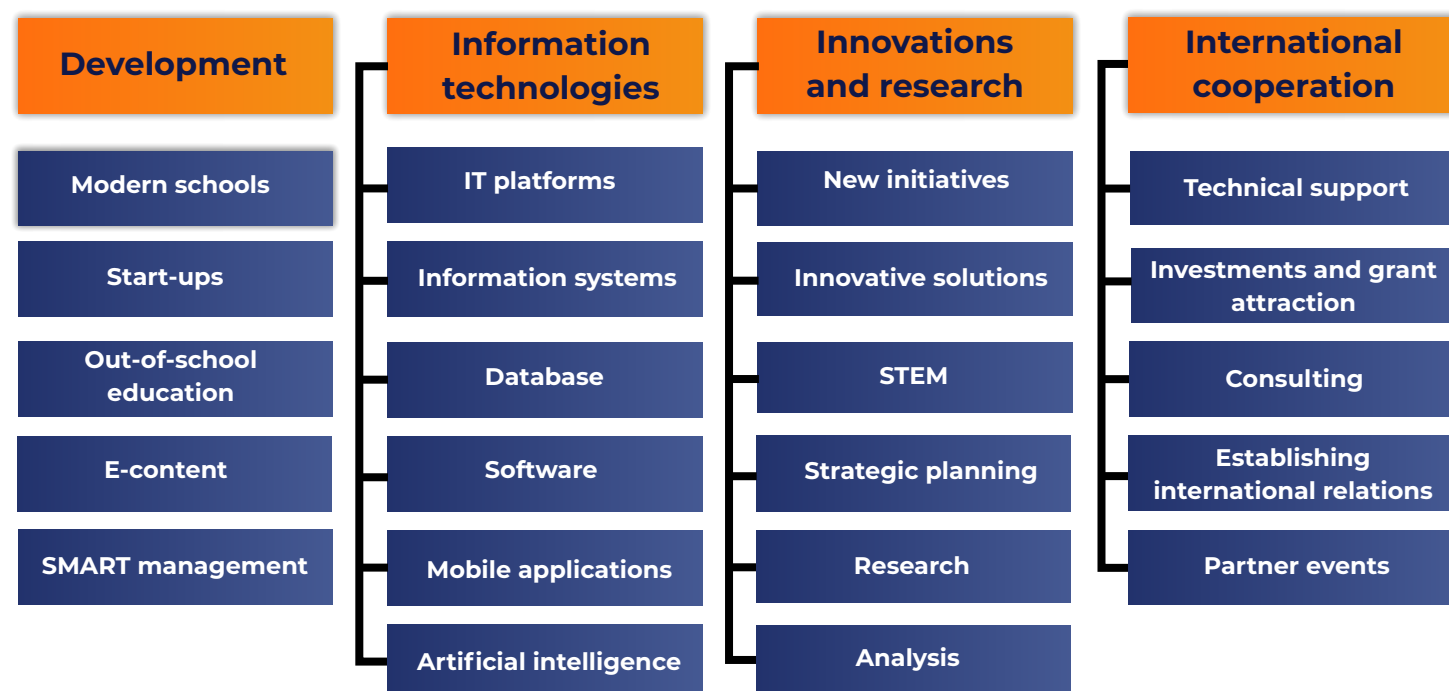 Development
Modern schools
Start-ups
Out-of-school
education
E-content
SMART management
Information
technologies
IT platforms
Information systems
Database
Software
Mobile applications
Artificial intelligence
Innovations
and research
New initiatives
Innovative solutions
STEM
Strategic planning
Research
Analysis
International
cooperation
Technical support
Investments and grant
attraction
Consulting
Establishing
international relations
Partner events